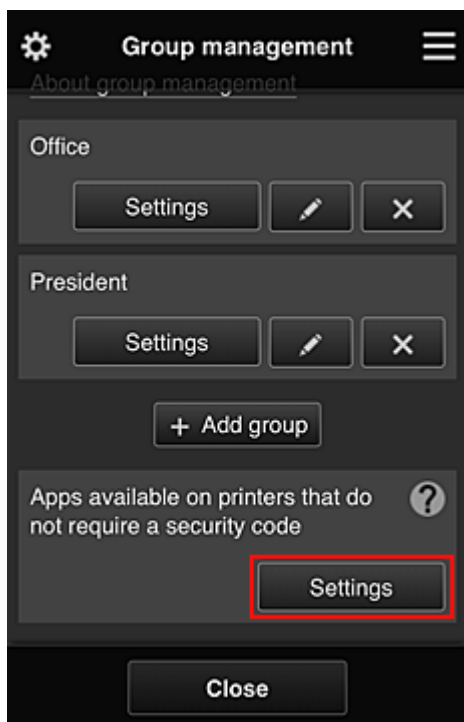 Group management
About group management
Office
Settings
President
Settings
+ Add group
Apps available on printers that do
not require a security code
?
Settings
Close